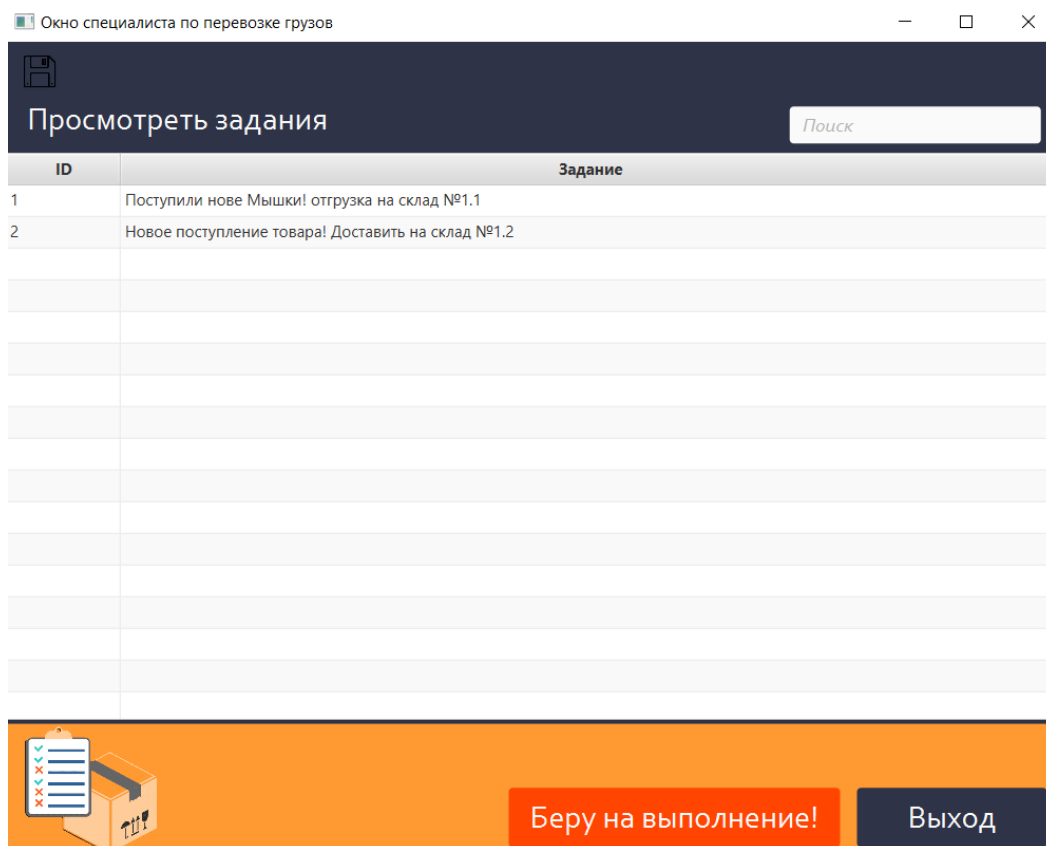 Окно специалиста по перевозке грузов
Просмотреть задания
Поиск
ID Задание
1 Поступили нове Мышки! отгрузка на склад №1.1
2 Новое поступление товара! Доставить на склад №1.2
Беру на выполнение! Выход